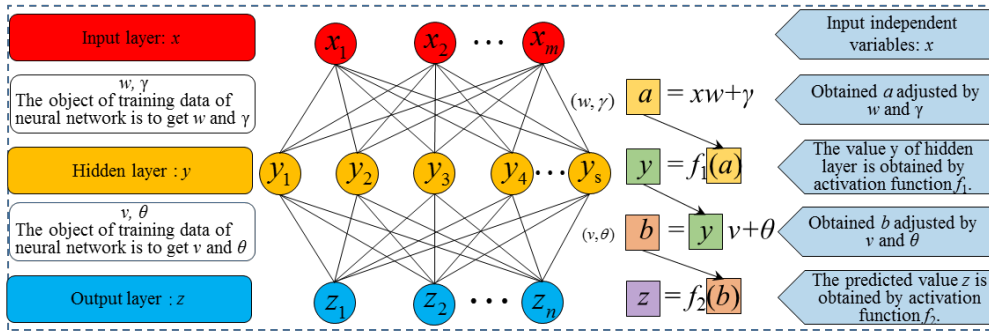 Input layer: x
x1 x2 ... xm
Input independent
variables: x
w, γ
The object of training data of
neural network is to get w and γ
(w, γ)
a = xw+γ
Obtained a adjusted by
w and γ
Hidden layer : y
y1 y2 y3 y4 ... ys
y = f1(a)
The value y of hidden
layer is obtained by
activation function f1.
v, θ
The object of training data of
neural network is to get v and θ
(v, θ)
b = y v+θ
Obtained b adjusted by
v and θ
Output layer : z
z1 z2 ... zn
z = f2(b)
The predicted value z is
obtained by activation
function f2.